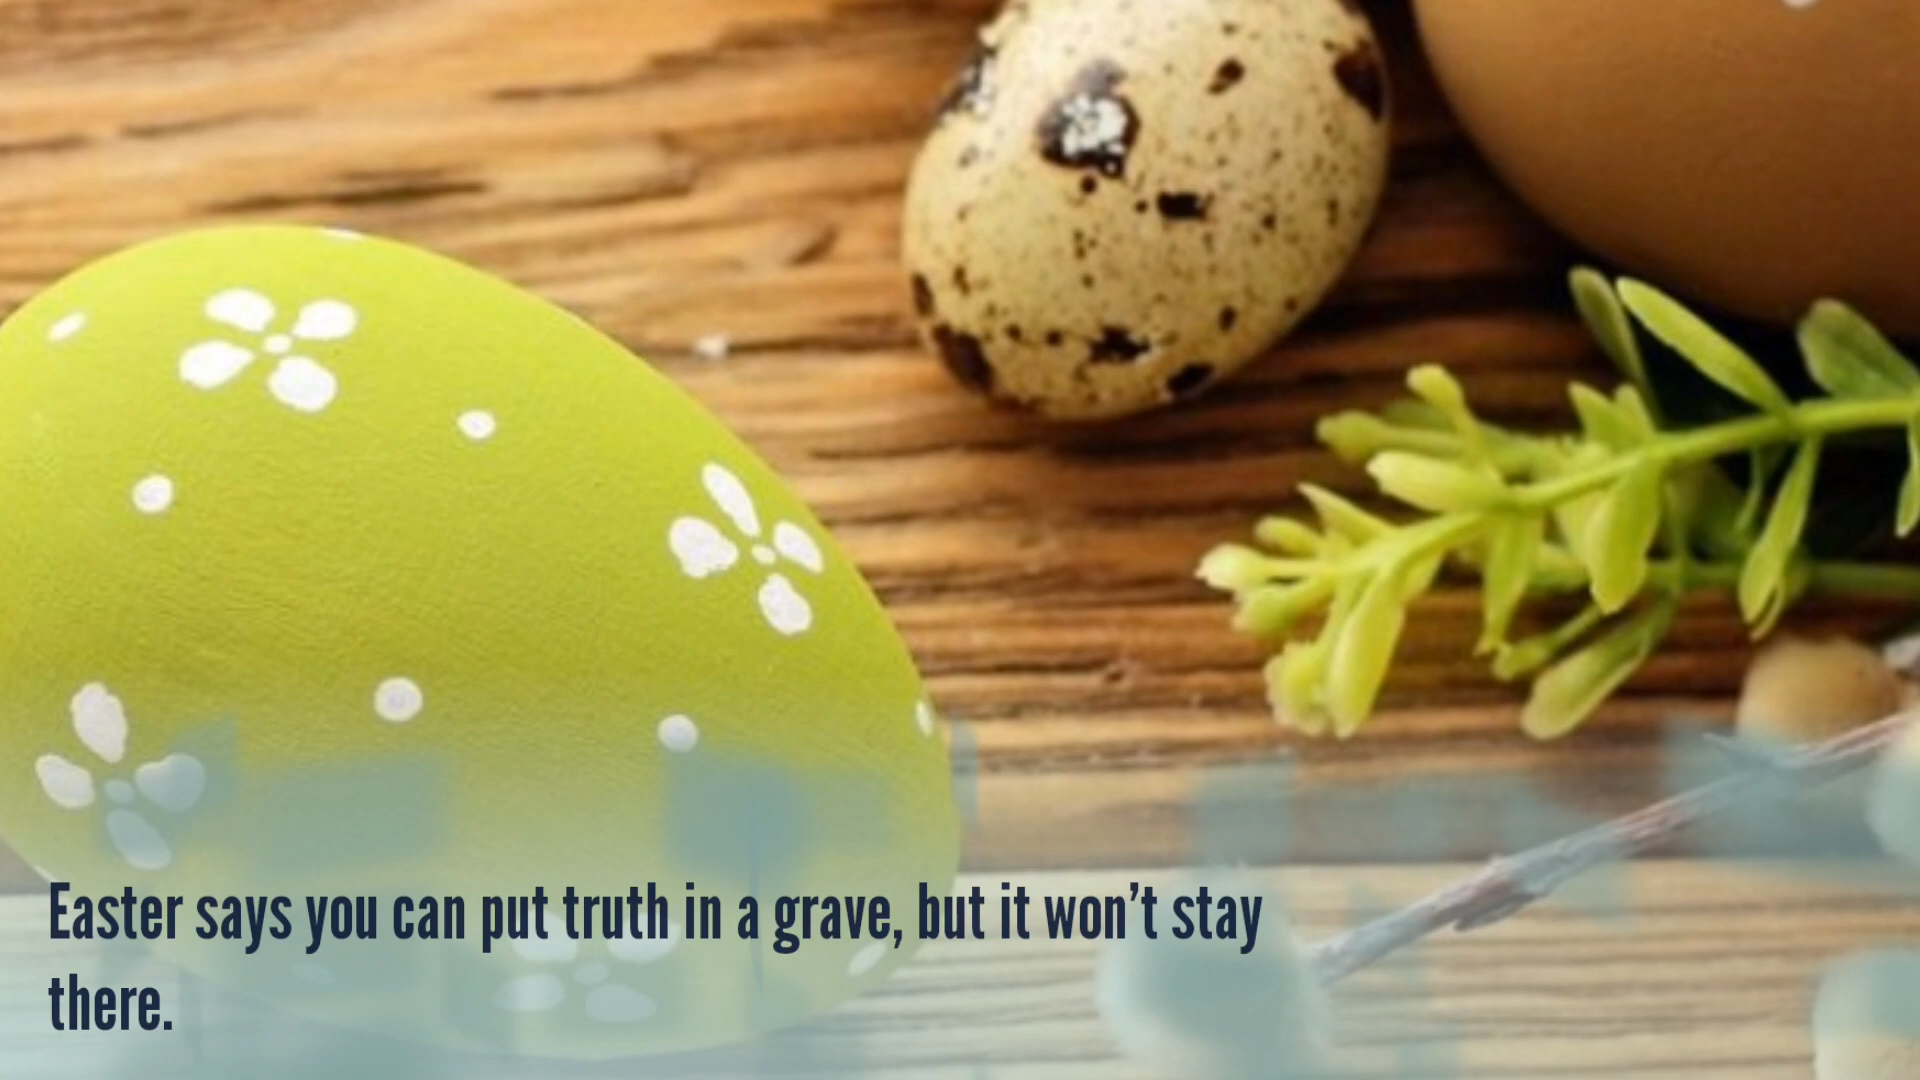 Easter says you can put truth in a grave, but it won’t stay
there.